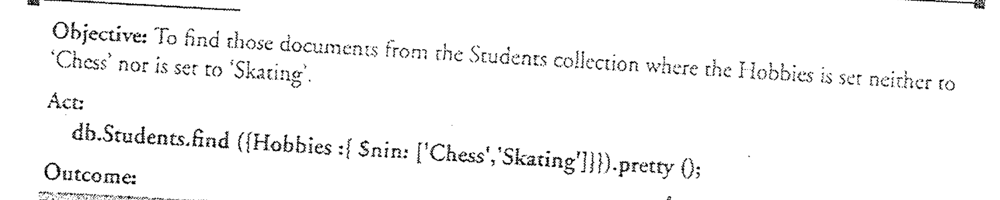 Objective: To find those documents from the Students collection where the Hobbies is set neither to
'Chess' nor is set to 'Skating'.
Act:
db.Students.find ({Hobbies :{ $nin: ['Chess','Skating']}}).pretty ();
Outcome: